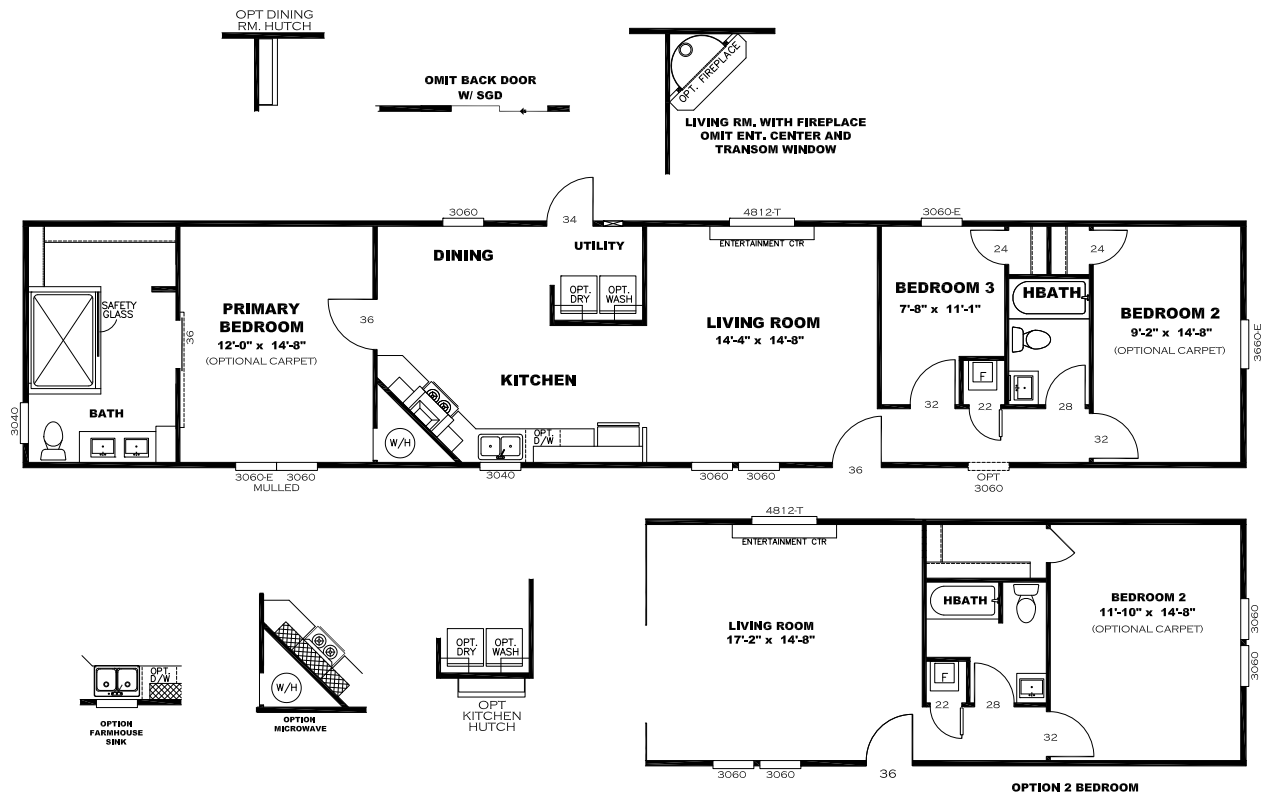 OPT DINING
RM. HUTCH
OMIT BACK DOOR
W/ SGD
OPT. FIREPLACE
LIVING RM. WITH FIREPLACE
OMIT ENT. CENTER AND
TRANSOM WINDOW
3060
34
4812-T
3060-E
ENTERTAINMENT CTR
UTILITY
DINING
24
24
OPT.
DRY
OPT.
WASH
SAFETY
GLASS
36
PRIMARY
BEDROOM
12'-0" x 14'-8"
(OPTIONAL CARPET)
36
LIVING ROOM
14'-4" x 14'-8"
BEDROOM 3
7'-8" x 11'-1"
HBATH
BEDROOM 2
9'-2" x 14'-8"
(OPTIONAL CARPET)
3660-E
KITCHEN
F
32
22
28
32
BATH
3040
W/H
OPT.
D/W
3060-E
3060
MULLED
3040
3060
3060
36
OPT
3060
4812-T
ENTERTAINMENT CTR
LIVING ROOM
17'-2" x 14'-8"
HBATH
BEDROOM 2
11'-10" x 14'-8"
(OPTIONAL CARPET)
3060
3060
F
22
28
32
3060
3060
36
OPTION 2 BEDROOM
OPT.
D/W
OPTION
FARMHOUSE
SINK
W/H
OPTION
MICROWAVE
OPT.
DRY
OPT.
WASH
OPT
KITCHEN
HUTCH